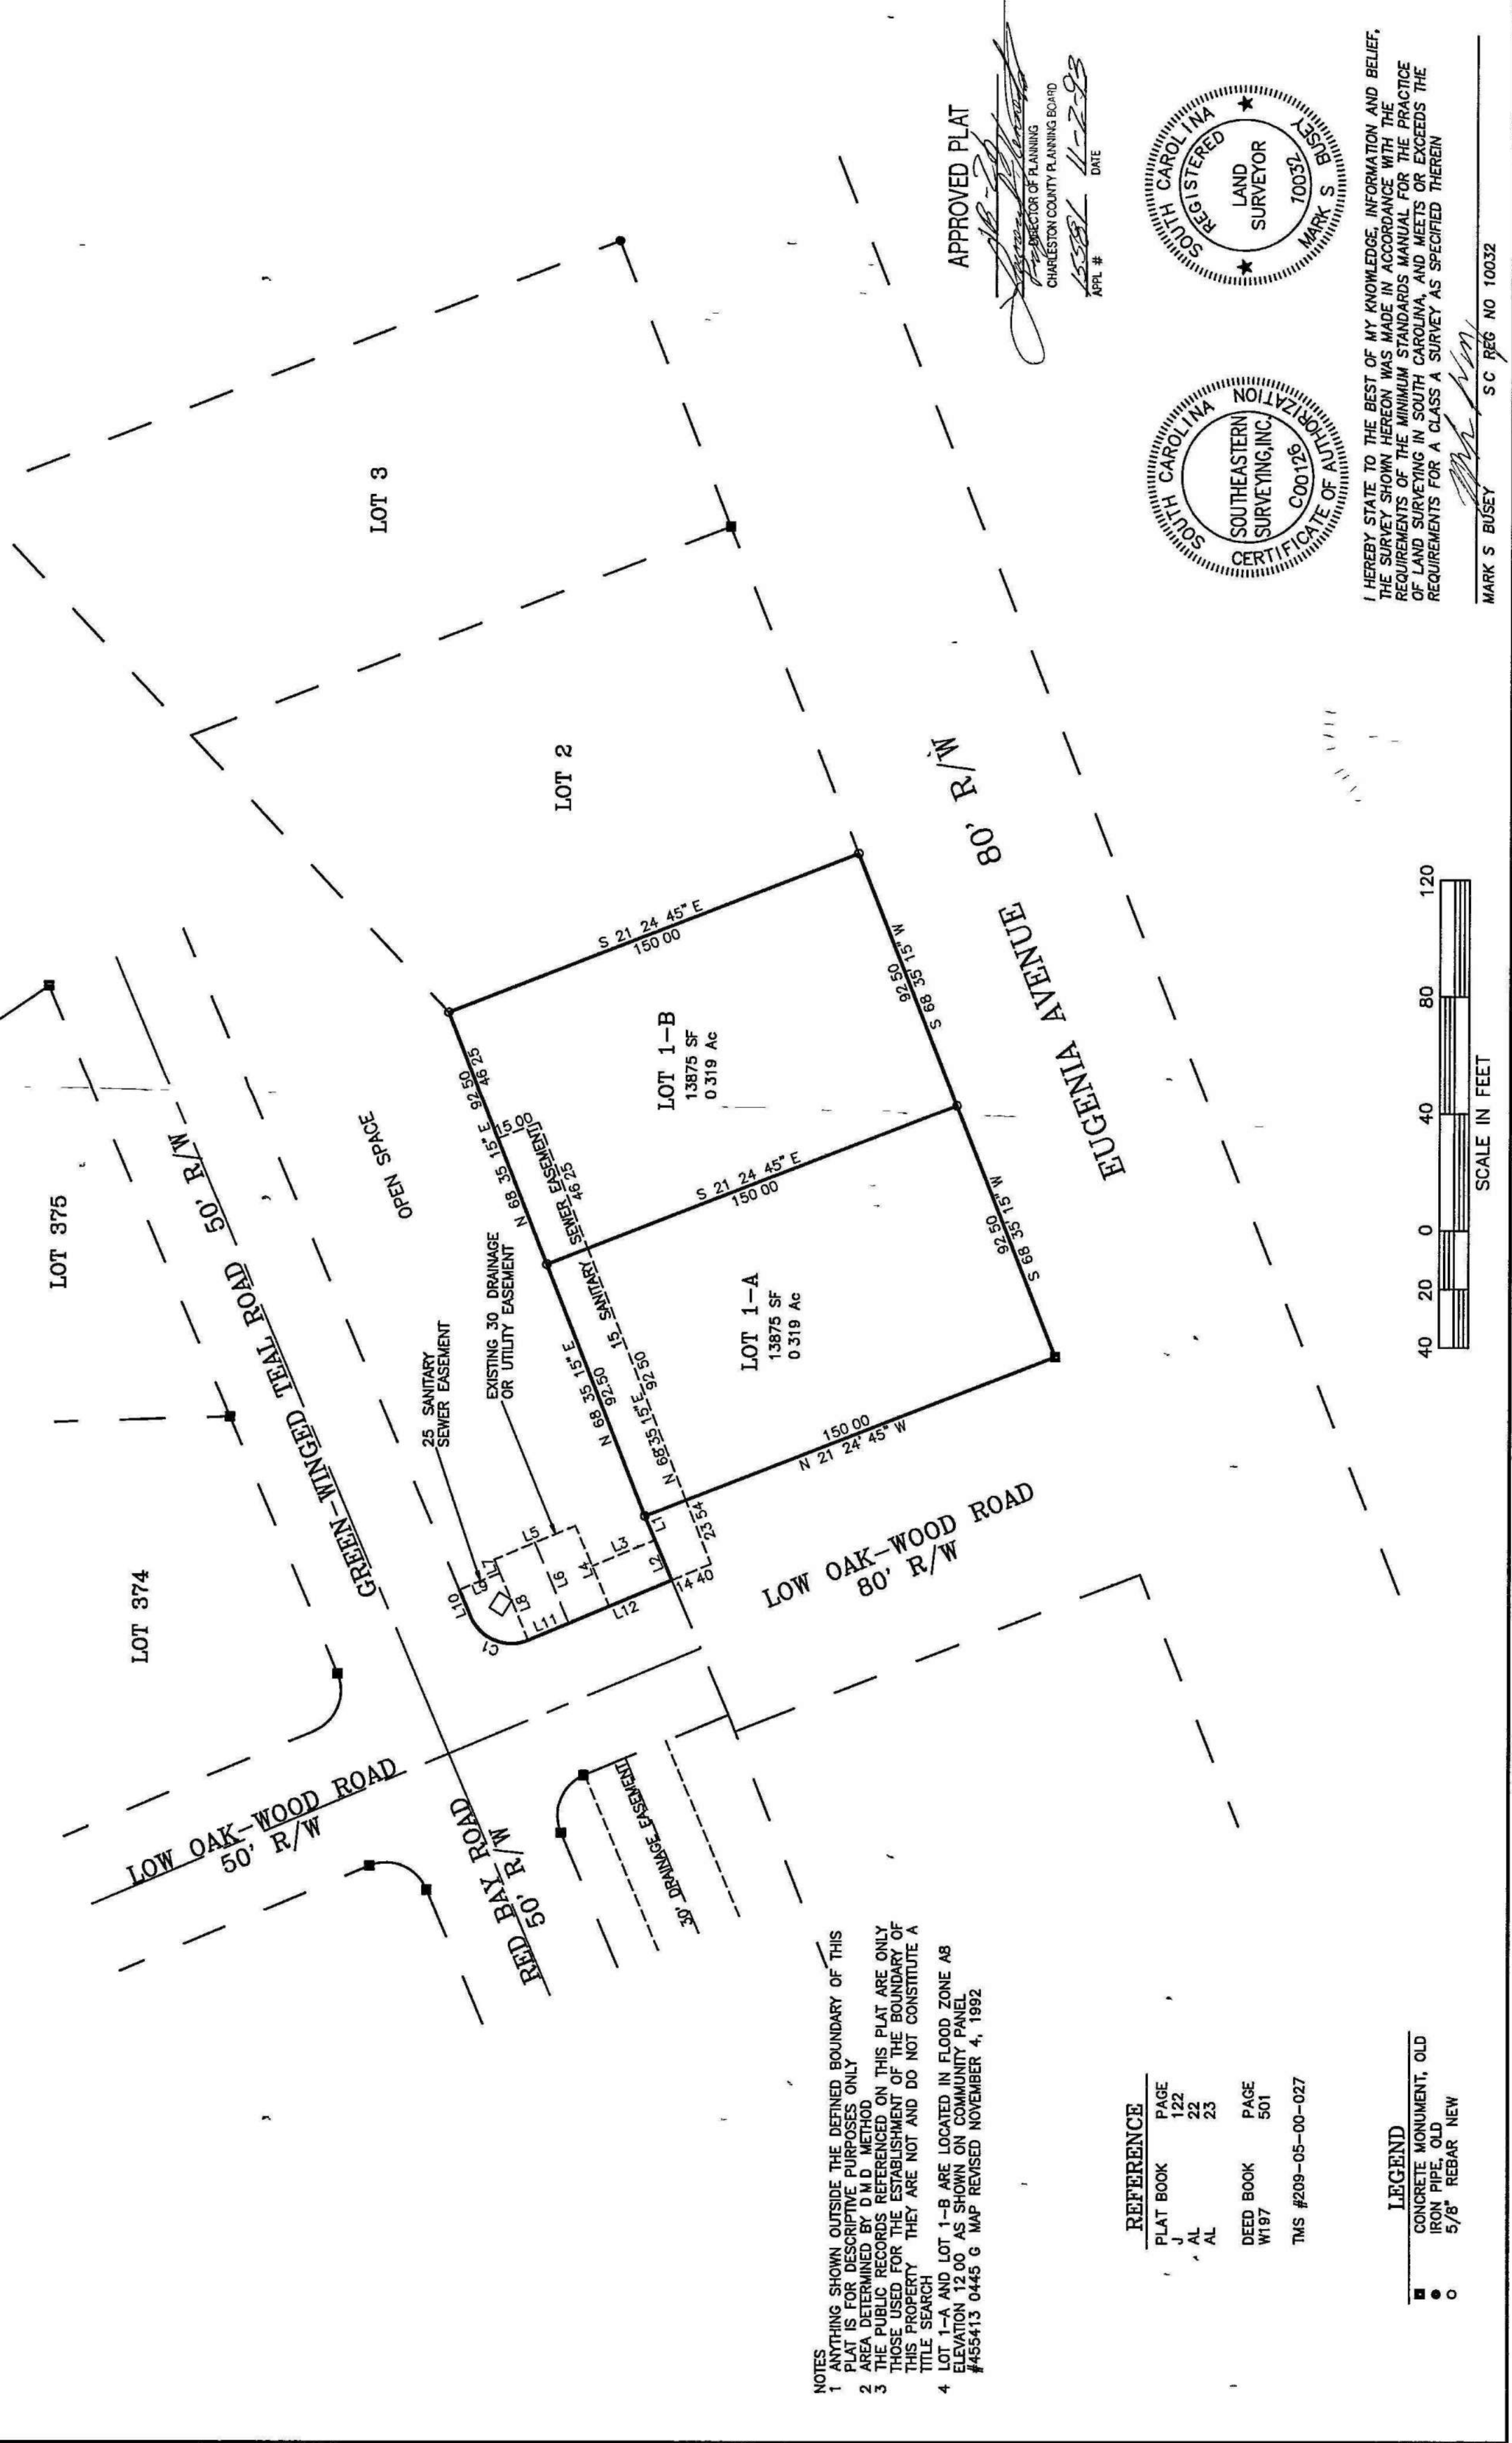 LOT 375
LOT 374
LOT 3
LOT 2
GREEN-WINGED TEAL ROAD 50' R/W
OPEN SPACE
25 SANITARY
SEWER EASEMENT
EXISTING 30 DRAINAGE
OR UTILITY EASEMENT
LOW OAK-WOOD ROAD
50' R/W
RED BAY ROAD
50' R/W
30' DRAINAGE EASEMENT
LOW OAK-WOOD ROAD
80' R/W
EUGENIA AVENUE 80' R/W
LOT 1-A
13875 SF
0 319 Ac
LOT 1-B
13875 SF
0 319 Ac
N 68 35 15" E
92.50
N 68 35 15" E 92 50
46 25
15.00
15 SANITARY SEWER EASEMENT
46 25
N 68 35 15" E 92 50
S 21 24 45" E
150 00
S 21 24 45" E
150 00
150 00
N 21 24' 45" W
92 50
S 68 35 15" W
92 50
S 68 35 15" W
23 54
14 40
L1
L2
L3
L4
L5
L6
L7
L8
L10
L11
L12
C1
NOTES
1 ANYTHING SHOWN OUTSIDE THE DEFINED BOUNDARY OF THIS
PLAT IS FOR DESCRIPTIVE PURPOSES ONLY
2 AREA DETERMINED BY D M D METHOD
3 THE PUBLIC RECORDS REFERENCED ON THIS PLAT ARE ONLY
THOSE USED FOR THE ESTABLISHMENT OF THE BOUNDARY OF
THIS PROPERTY THEY ARE NOT AND DO NOT CONSTITUTE A
TITLE SEARCH
4 LOT 1-A AND LOT 1-B ARE LOCATED IN FLOOD ZONE A8
ELEVATION 12 00 AS SHOWN ON COMMUNITY PANEL
#455413 0445 G MAP REVISED NOVEMBER 4, 1992
REFERENCE
PLAT BOOK PAGE
J 122
AL 22
AL 23
DEED BOOK PAGE
W197 501
TMS #209-05-00-027
LEGEND
CONCRETE MONUMENT, OLD
IRON PIPE, OLD
5/8" REBAR NEW
40 20 0 40 80 120
SCALE IN FEET
APPROVED PLAT
DIRECTOR OF PLANNING
CHARLESTON COUNTY PLANNING BOARD
15581 11-2-93
APPL # DATE
SOUTH CAROLINA
SOUTHEASTERN
SURVEYING,INC.
C00126
CERTIFICATE OF AUTHORIZATION
SOUTH CAROLINA
REGISTERED
LAND
SURVEYOR
10032
MARK S BUSEY
I HEREBY STATE TO THE BEST OF MY KNOWLEDGE, INFORMATION AND BELIEF,
THE SURVEY SHOWN HEREON WAS MADE IN ACCORDANCE WITH THE
REQUIREMENTS OF THE MINIMUM STANDARDS MANUAL FOR THE PRACTICE
OF LAND SURVEYING IN SOUTH CAROLINA, AND MEETS OR EXCEEDS THE
REQUIREMENTS FOR A CLASS A SURVEY AS SPECIFIED THEREIN
MARK S BUSEY SC REG NO 10032